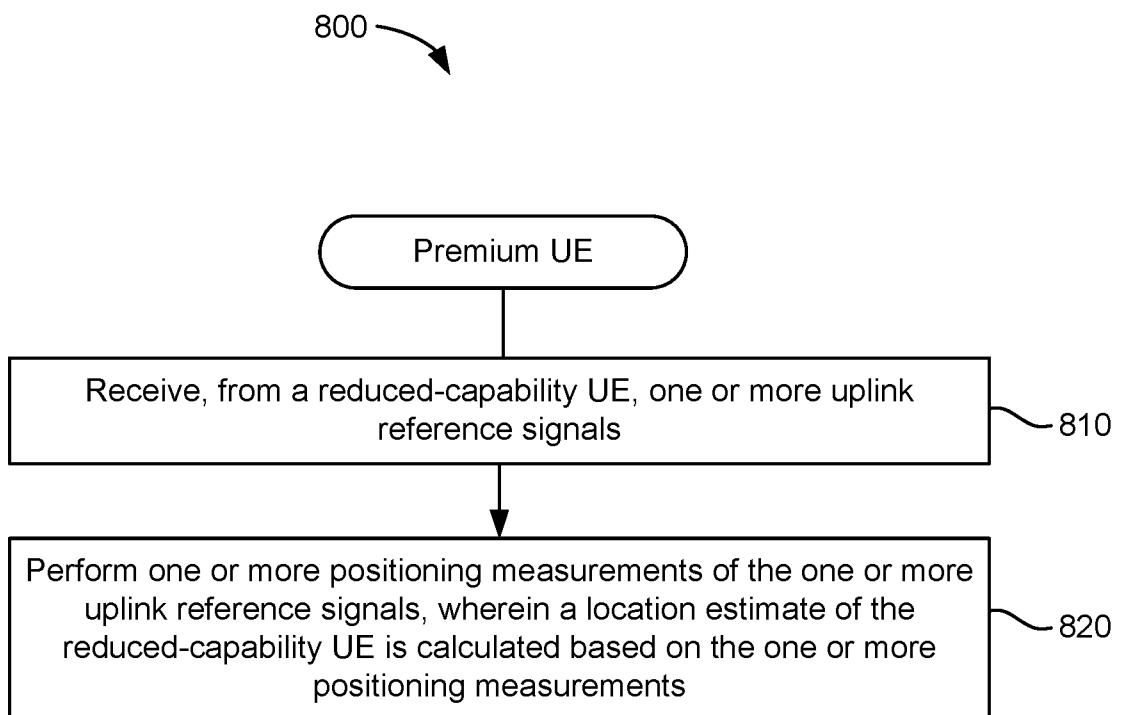 800
Premium UE
Receive, from a reduced-capability UE, one or more uplink
reference signals
810
Perform one or more positioning measurements of the one or more
uplink reference signals, wherein a location estimate of the
reduced-capability UE is calculated based on the one or more
positioning measurements
820